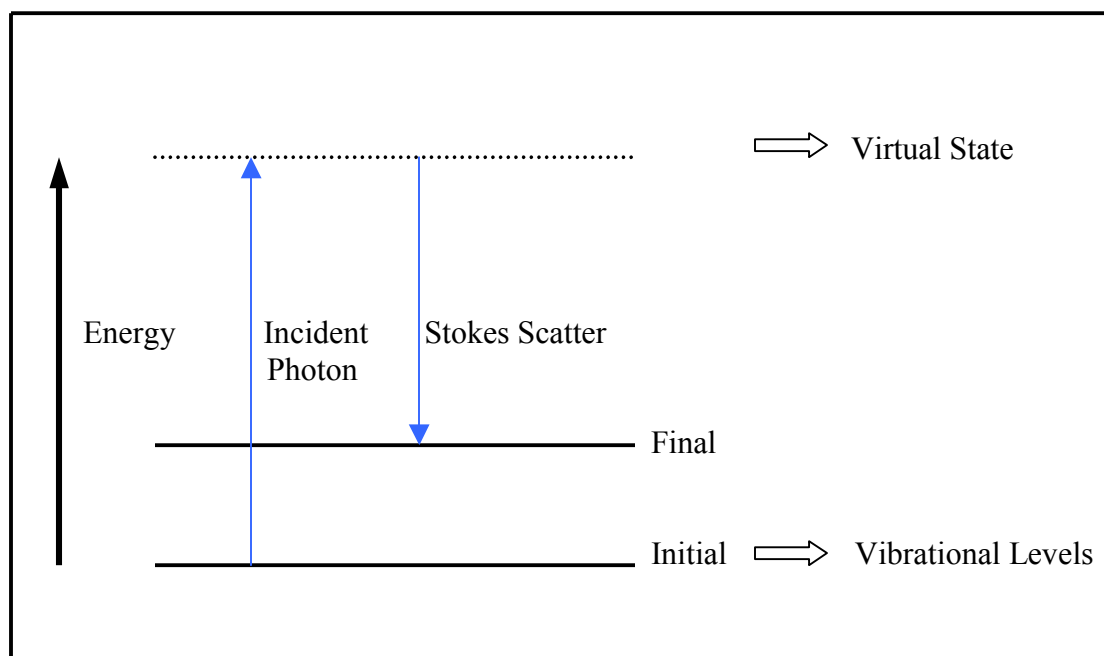 Virtual State
Energy
Incident
Photon
Stokes Scatter
Final
Initial
Vibrational Levels